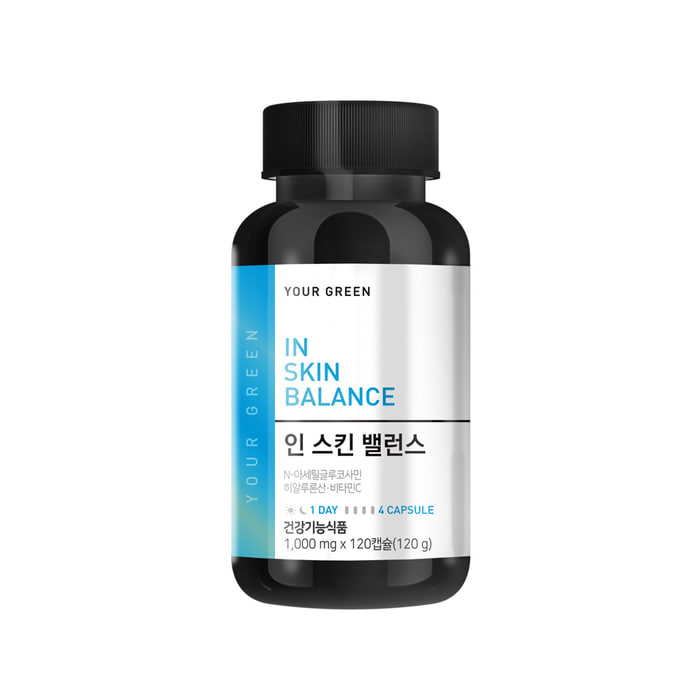 YOUR GREEN
YOUR GREEN
IN
SKIN
BALANCE
인 스킨 밸런스
N-아세틸글루코사민
히알루론산·비타민C
1 DAY 4 CAPSULE
건강기능식품
1,000 mg x 120캡슐(120 g)